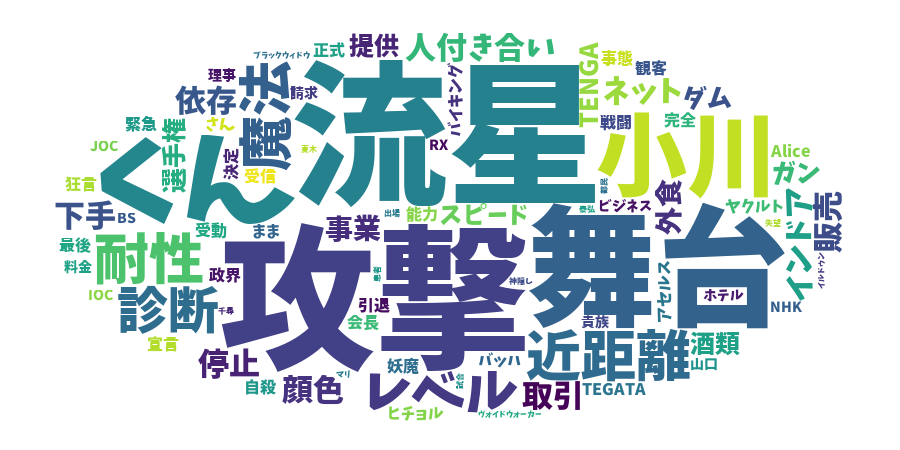 ブラックウィドウ
正式
提供
人付き合い
TENGA
事態
観客
理事
請求
魔法
依存
流星
バイキング
ネット
ダム
緊急
さん
選手権
くん
RX
戦闘
完全
小川
JOC
決定
受信
Alice
狂言
ガン
下手
BS
受動
まま
事業
能力
スピード
出場
ビジネス
外食
ヤクルト
販売
インドア
失望
最後
耐性
料金
政界
攻撃
舞台
神隠し
アセルス
ホテル
NHK
IOC
診断
千尋
引退
会長
貴族
宣言
停止
妖魔
バッハ
近距離
酒類
山口
自殺
顔色
マリ
レベル
試合
取引
TEGATA
ヒチョル
ヴォイドウォーカー